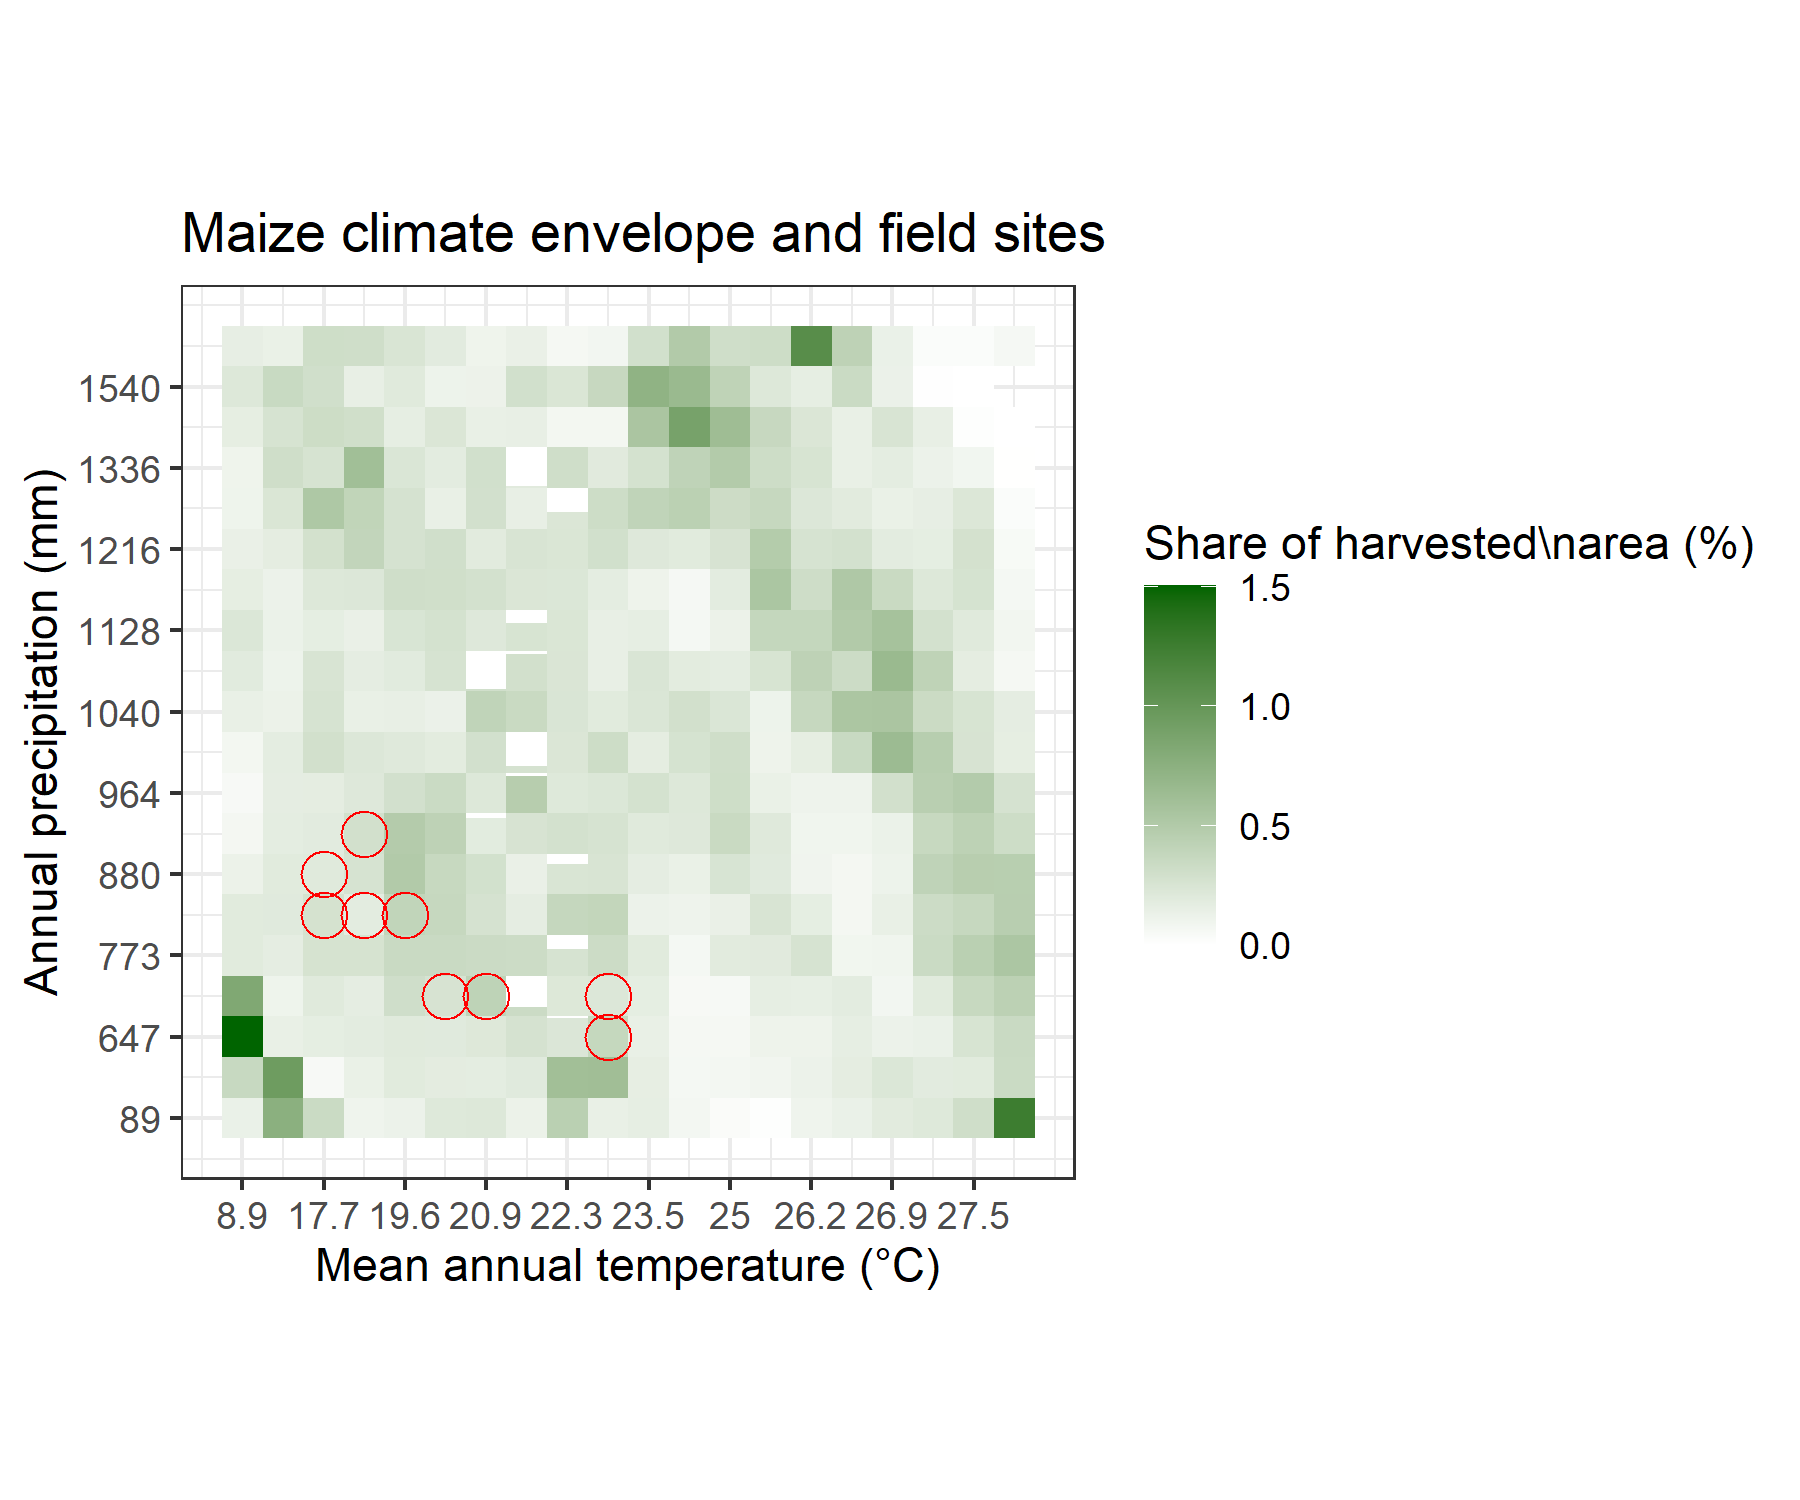 Maize climate envelope and field sites
Annual precipitation (mm)
1540
1336
1216
1128
1040
964
880
773
647
89
8.9 17.7 19.6 20.9 22.3 23.5 25 26.2 26.9 27.5
Mean annual temperature (°C)
Share of harvested\narea (%)
1.5
1.0
0.5
0.0